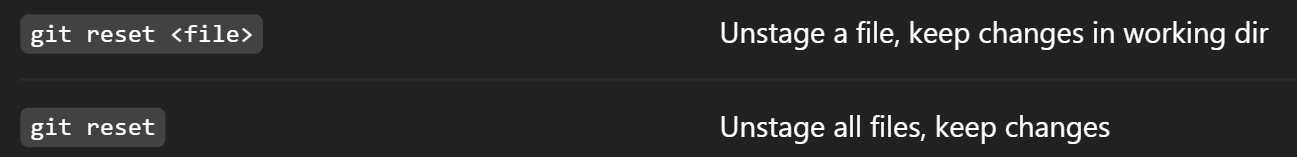 git reset <file>
Unstage a file, keep changes in working dir
git reset
Unstage all files, keep changes